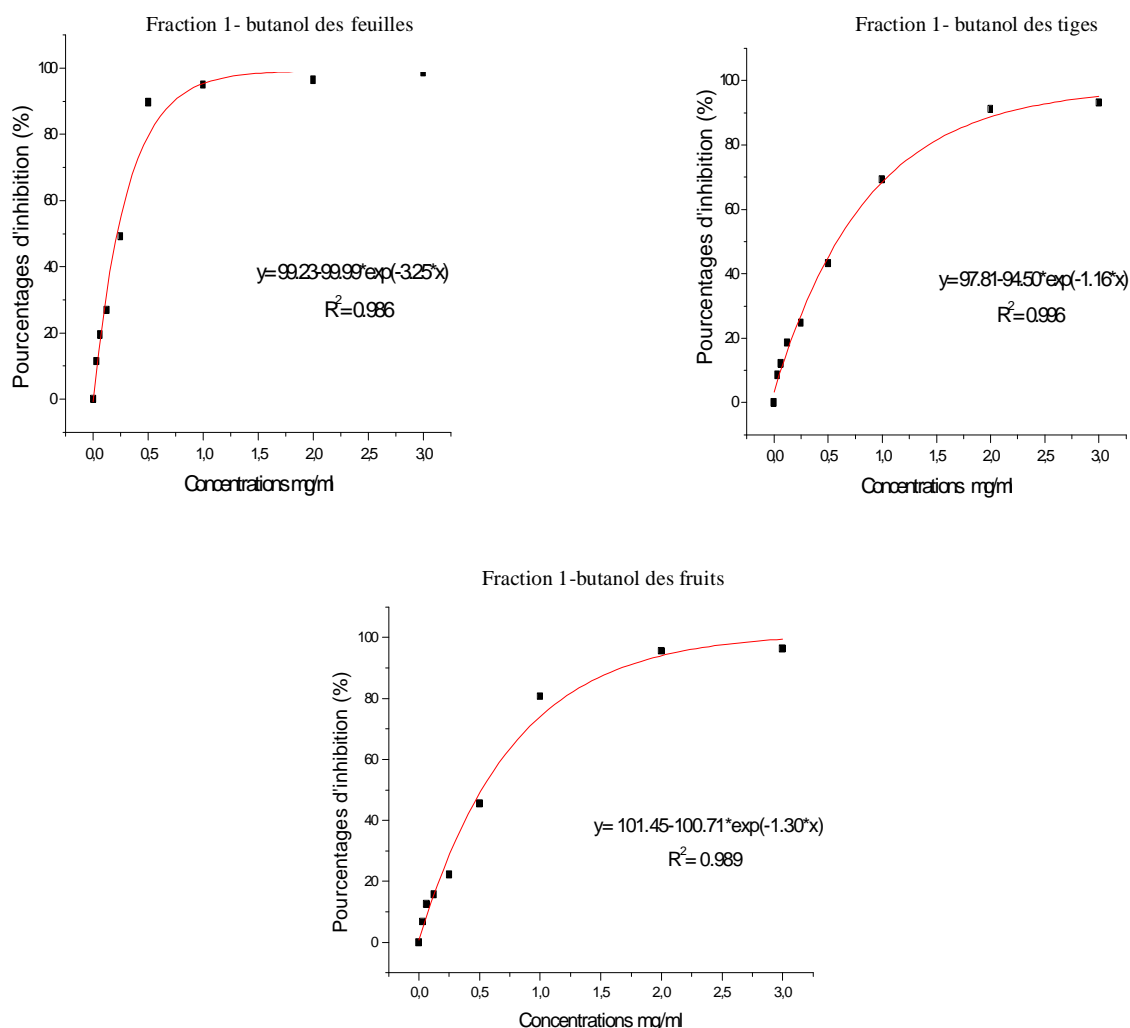 Fraction 1- butanol des feuilles
Pourcentages d'inhibition (%)
100
80
60
40
20
0
y= 99.23-99.99*exp(-3.25*x)
R²= 0.986
0,0 0,5 1,0 1,5 2,0 2,5 3,0
Concentrations mg/ml
Fraction 1- butanol des tiges
Pourcentages d'inhibition (%)
100
80
60
40
20
0
y= 97.81-94.50*exp(-1.16*x)
R²= 0.996
0,0 0,5 1,0 1,5 2,0 2,5 3,0
Concentrations mg/ml
Fraction 1-butanol des fruits
Pourcentages d'inhibition (%)
100
80
60
40
20
0
y= 101.45-100.71*exp(-1.30*x)
R²= 0.989
0,0 0,5 1,0 1,5 2,0 2,5 3,0
Concentrations mg/ml